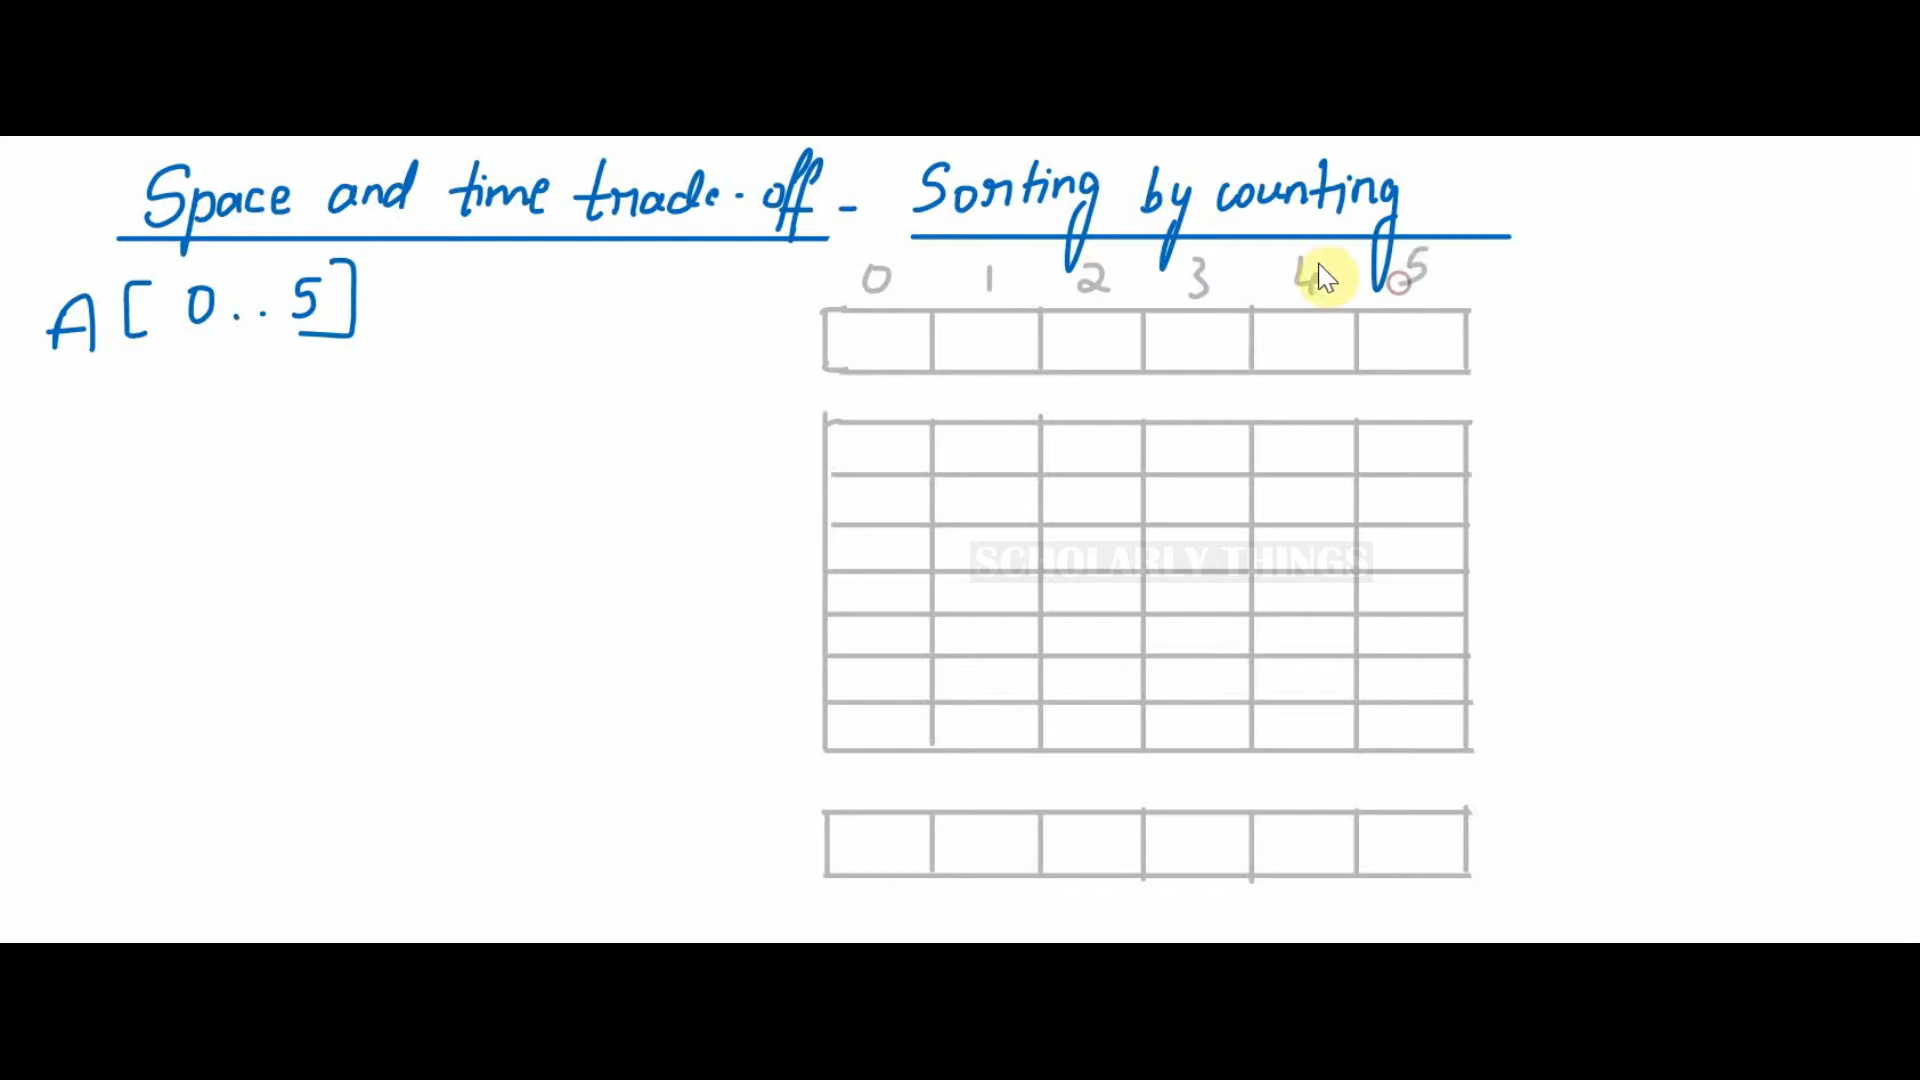 Space and time trade-off - Sorting by counting
A[0..5]
0 1 2 3 4 5
SCHOLARLY THINGS